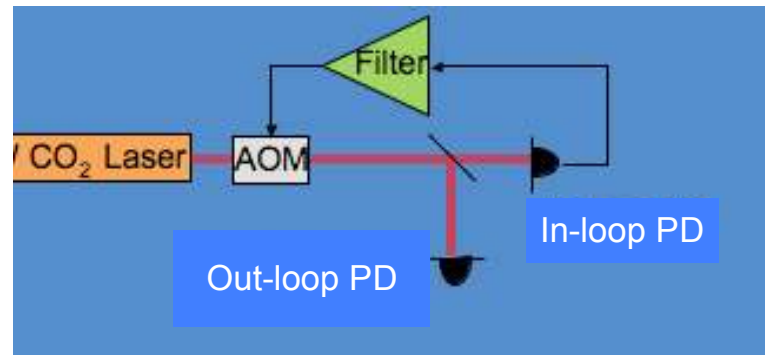 Filter
/ CO₂ Laser
AOM
In-loop PD
Out-loop PD